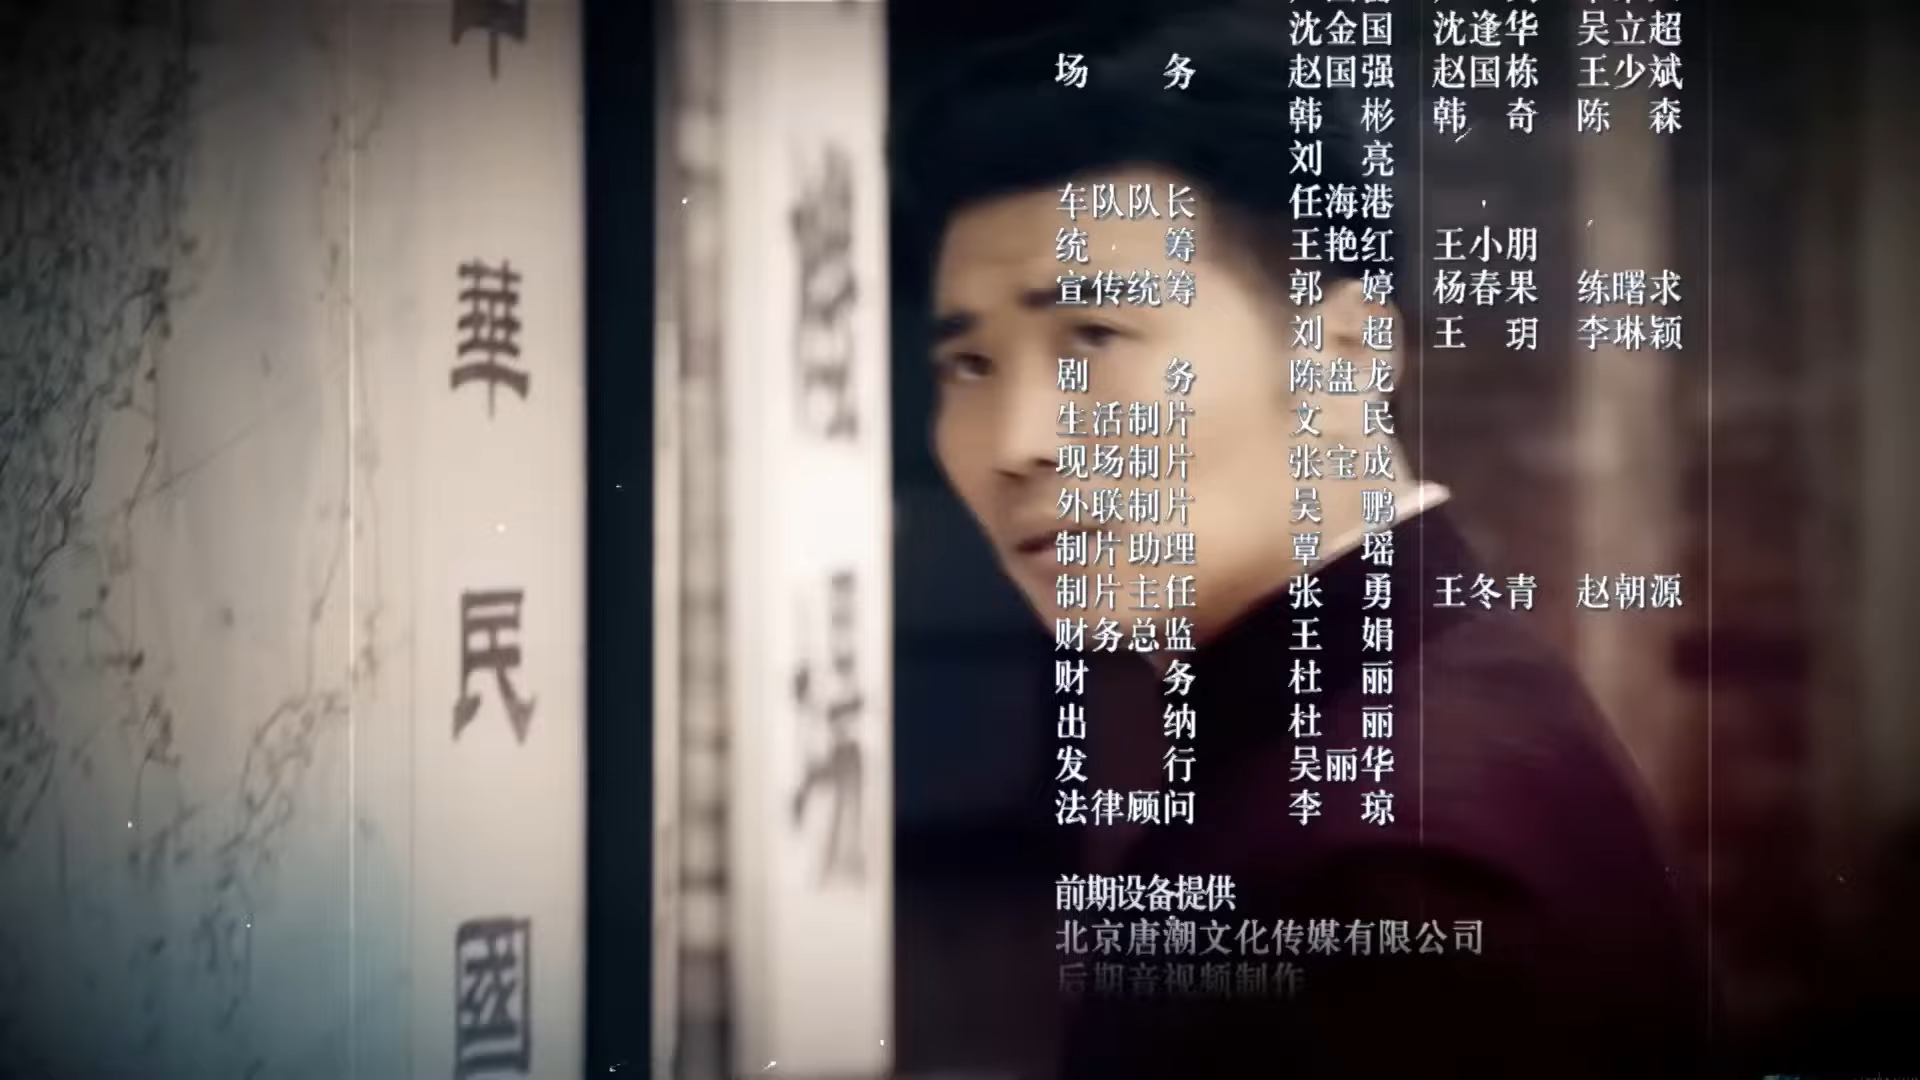 華
民
國
沈金国 沈逢华 吴立超
场务 赵国强 赵国栋 王少斌
韩彬 韩奇 陈森
刘亮
车队队长 任海港
统筹 王艳红 王小朋
宣传统筹 郭婷 杨春果 练曙求
刘超 王玥 李琳颖
剧务 陈盘龙
生活制片 文民
现场制片 张宝成
外联制片 吴鹏
制片助理 覃瑶
制片主任 张勇 王冬青 赵朝源
财务总监 王娟
财务 杜丽
出纳 杜丽
发行 吴丽华
法律顾问 李琼
前期设备提供
北京唐潮文化传媒有限公司
后期音视频制作